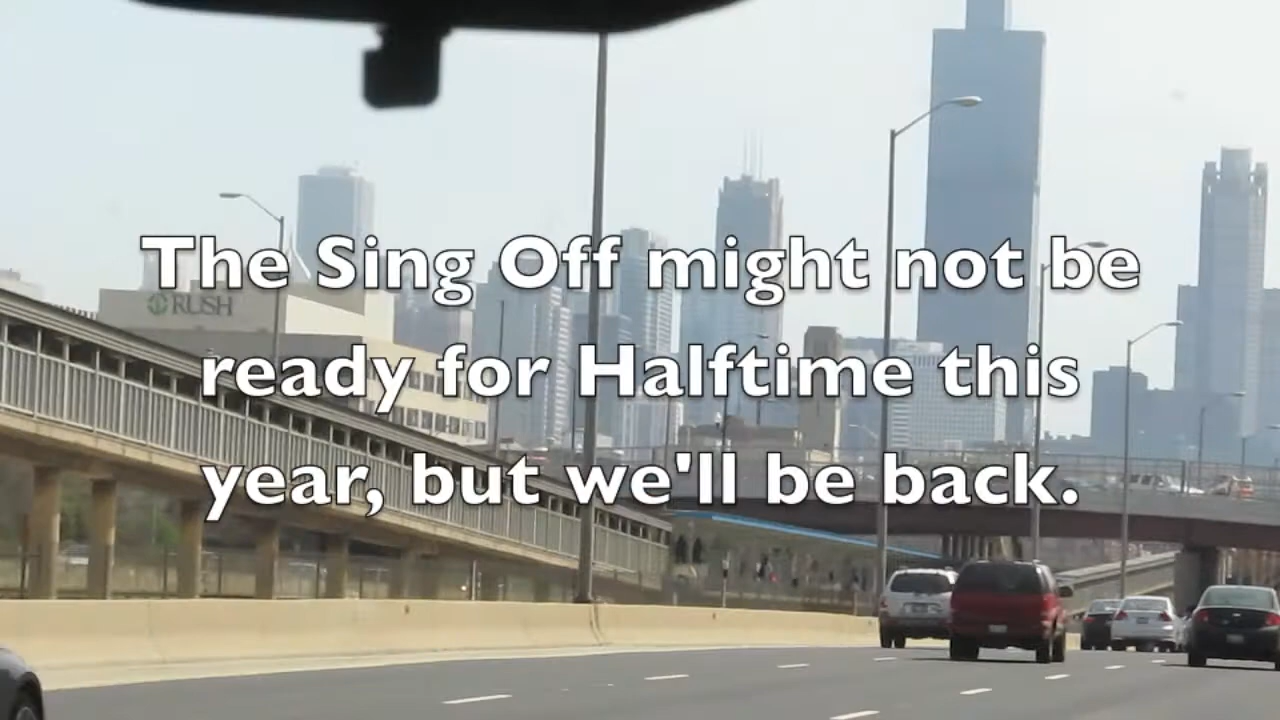 The Sing Off might not be
RUSH
ready for Halftime this
year, but we'll be back.